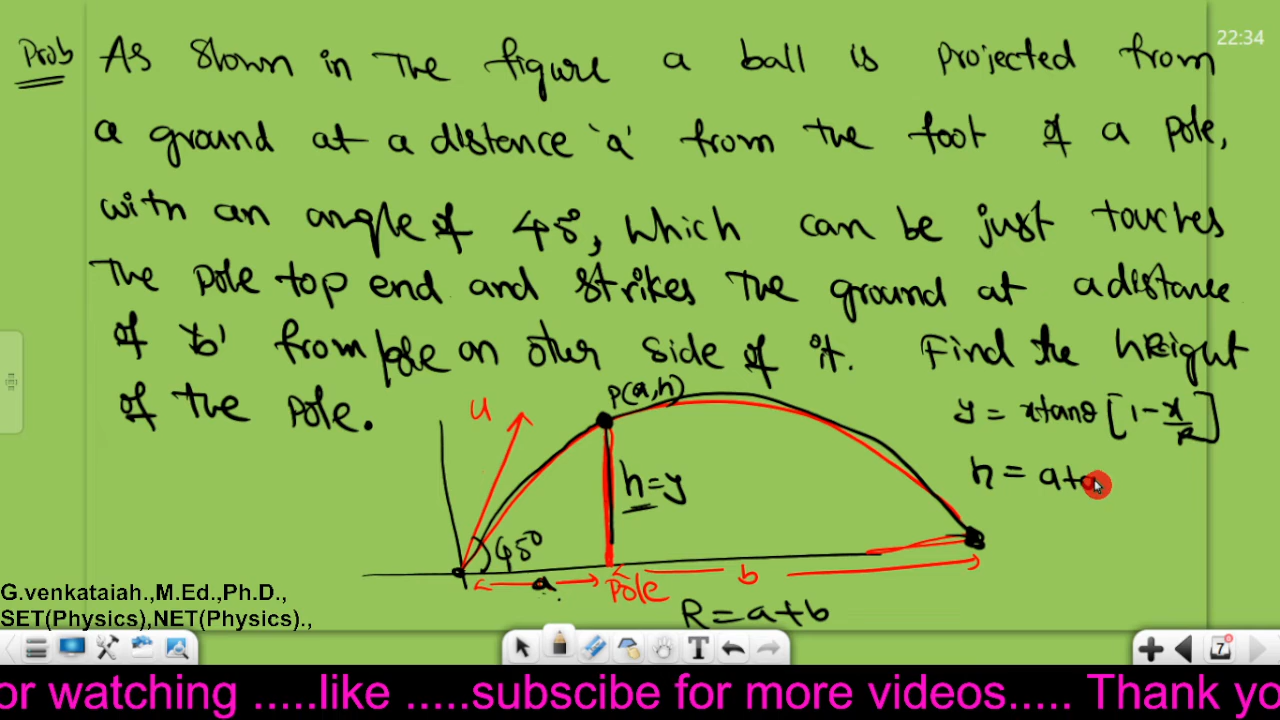 Prob As shown in the figure a ball is projected from
22:34
a ground at a distance 'a' from the foot of a pole,
with an angle of 45°, which can be just touches
the pole top end and strikes the ground at a distance
of 'b' from pole on other side of it. Find the height
of the pole.
P(a,h)
u
y = x tanθ [1 - x/R]
h = y
h = a ta
45°
a
Pole
b
R = a + b
G.venkataiah.,M.Ed.,Ph.D.,
SET(Physics),NET(Physics).,
T
7
or watching .....like .....subscibe for more videos..... Thank yo